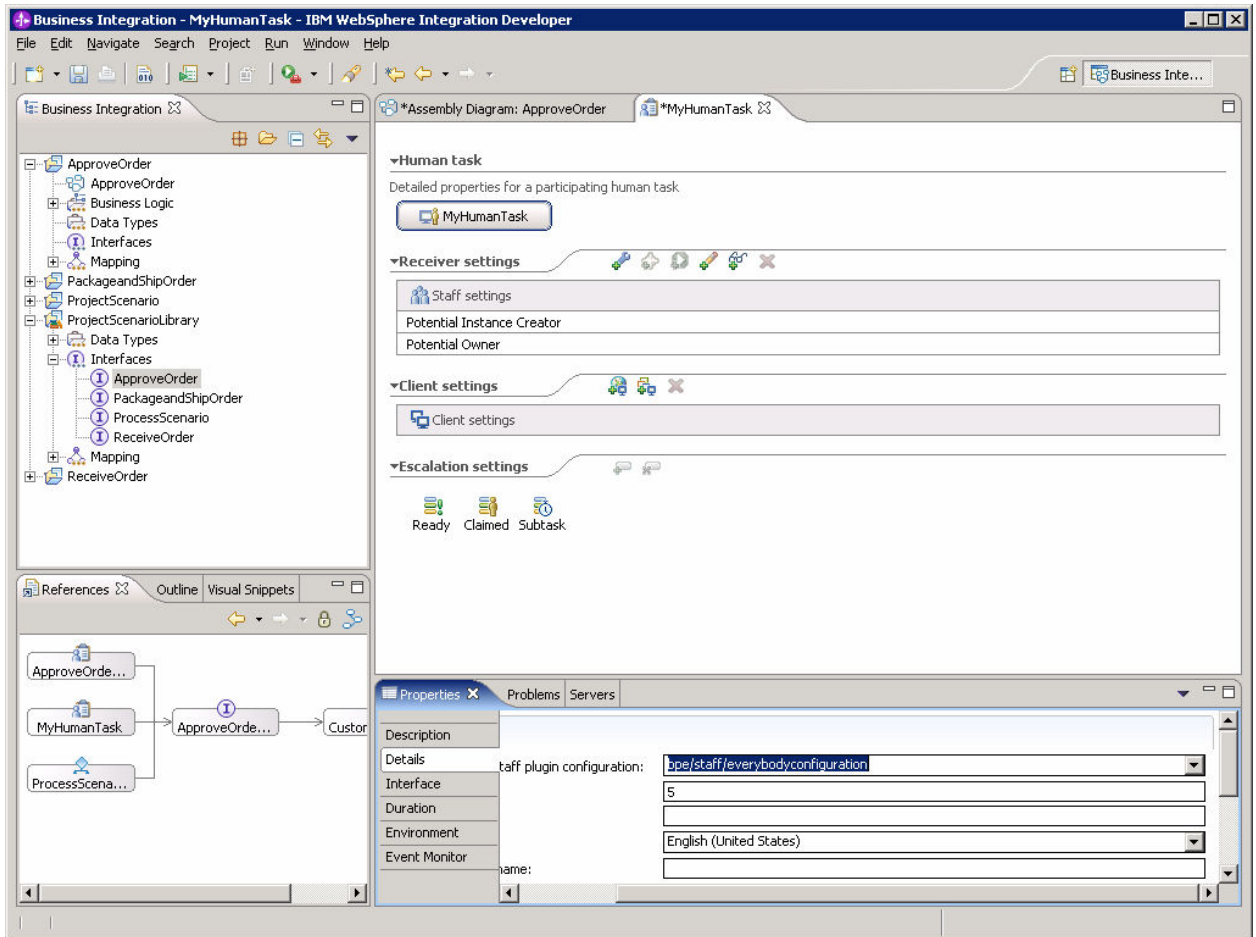 Business Integration - MyHumanTask - IBM WebSphere Integration Developer
File Edit Navigate Search Project Run Window Help
Business Inte...
Business Integration
ApproveOrder
ApproveOrder
Business Logic
Data Types
Interfaces
Mapping
PackageandShipOrder
ProjectScenario
ProjectScenarioLibrary
Data Types
Interfaces
ApproveOrder
PackageandShipOrder
ProcessScenario
ReceiveOrder
Mapping
ReceiveOrder
*Assembly Diagram: ApproveOrder *MyHumanTask
Human task
Detailed properties for a participating human task
MyHumanTask
Receiver settings
Staff settings
Potential Instance Creator
Potential Owner
Client settings
Client settings
Escalation settings
Ready Claimed Subtask
References Outline Visual Snippets
ApproveOrde...
MyHumanTask
ApproveOrde...
Custor
ProcessScena...
Properties Problems Servers
Description
Details
Interface
Duration
Environment
Event Monitor
taff plugin configuration: bpe/staff/everybodyconfiguration
5
English (United States)
name: